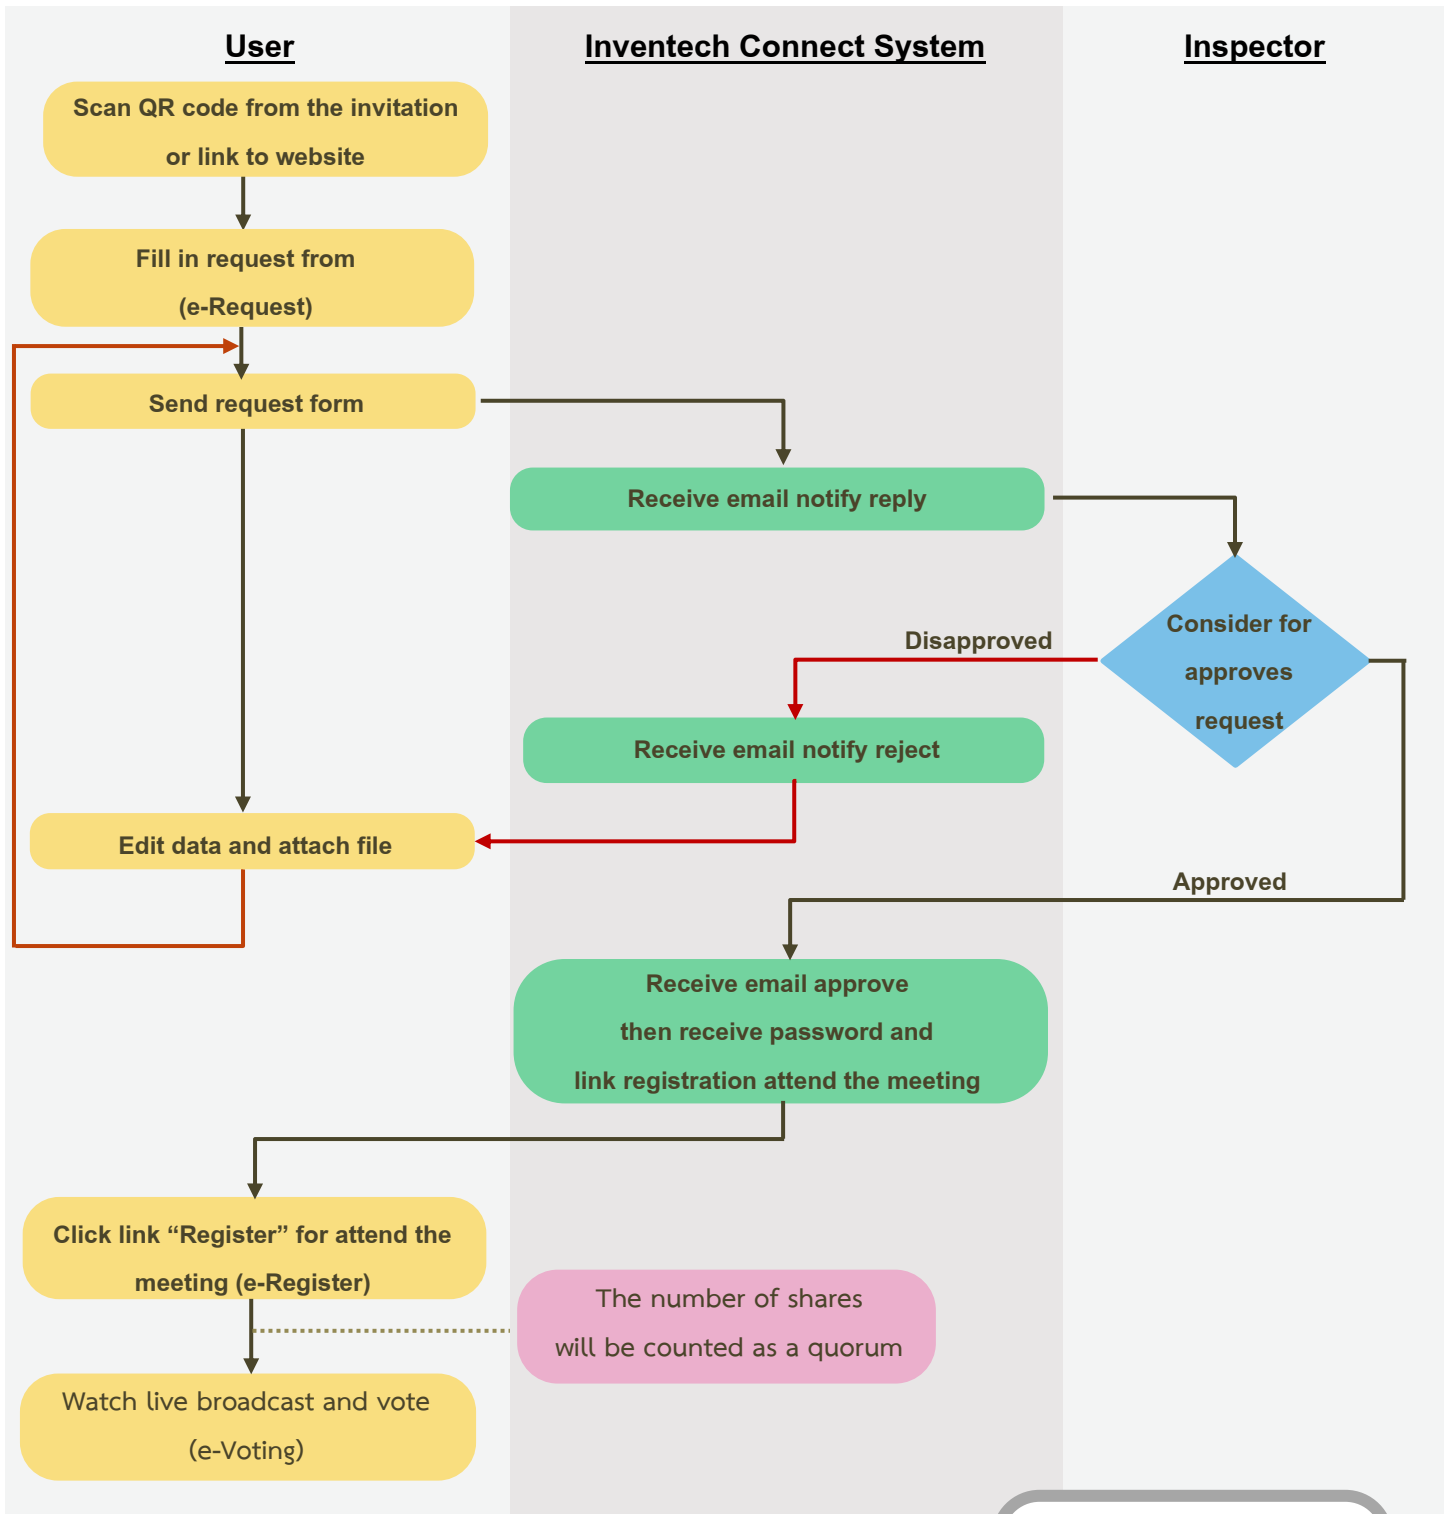 User
Inventech Connect System
Inspector
Scan QR code from the invitation
or link to website
Fill in request from
(e-Request)
Send request form
Receive email notify reply
Consider for
approves
request
Disapproved
Receive email notify reject
Edit data and attach file
Approved
Receive email approve
then receive password and
link registration attend the meeting
Click link “Register” for attend the
meeting (e-Register)
The number of shares
will be counted as a quorum
Watch live broadcast and vote
(e-Voting)